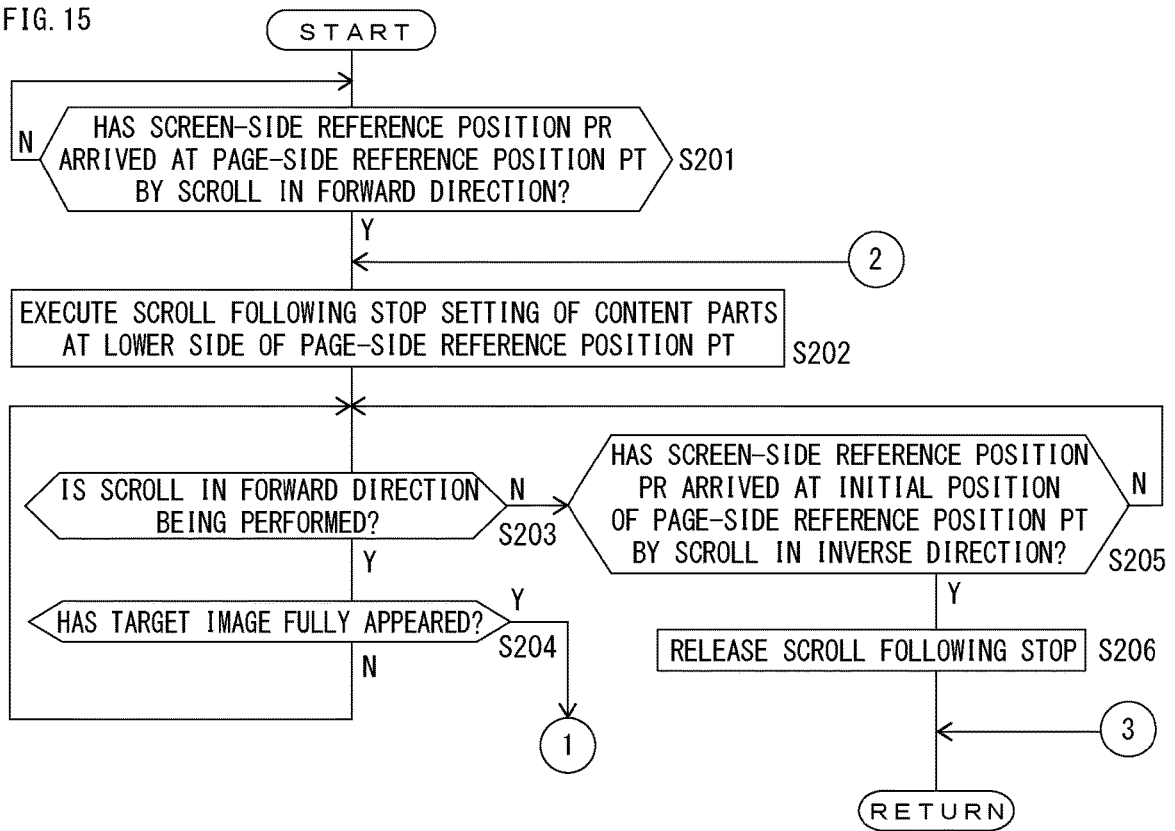 FIG. 15
START
HAS SCREEN-SIDE REFERENCE POSITION PR
ARRIVED AT PAGE-SIDE REFERENCE POSITION PT
BY SCROLL IN FORWARD DIRECTION?
N
S201
Y
2
EXECUTE SCROLL FOLLOWING STOP SETTING OF CONTENT PARTS
AT LOWER SIDE OF PAGE-SIDE REFERENCE POSITION PT
S202
IS SCROLL IN FORWARD DIRECTION
BEING PERFORMED?
N
S203
Y
HAS SCREEN-SIDE REFERENCE POSITION
PR ARRIVED AT INITIAL POSITION
OF PAGE-SIDE REFERENCE POSITION PT
BY SCROLL IN INVERSE DIRECTION?
N
S205
Y
HAS TARGET IMAGE FULLY APPEARED?
Y
S204
N
RELEASE SCROLL FOLLOWING STOP
S206
1
3
RETURN